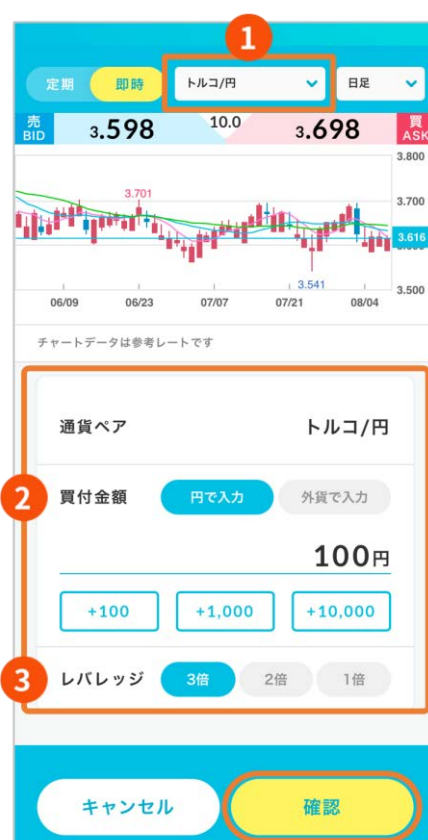 1
定期 即時 トルコ/円 日足
売 BID 3.598 10.0 3.698 買 ASK
3.800
3.701 3.700
3.616
3.541 3.500
06/09 06/23 07/07 07/21 08/04
チャートデータは参考レートです
通貨ペア トルコ/円
2 買付金額 円で入力 外貨で入力
100円
+100 +1,000 +10,000
3 レバレッジ 3倍 2倍 1倍
キャンセル 確認